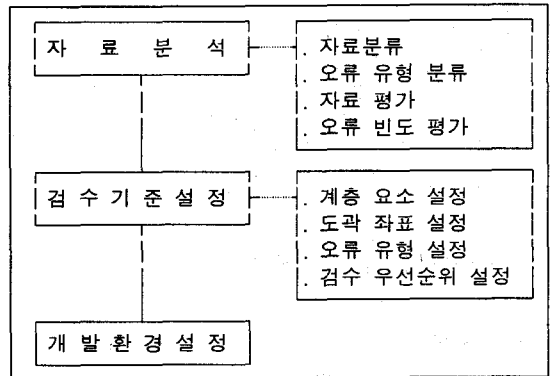 자 료 분 석
. 자료분류
. 오류 유형 분류
. 자료 평가
. 오류 빈도 평가
검 수 기 준 설 정
. 계층 요소 설정
. 도곽 좌표 설정
. 오류 유형 설정
. 검수 우선순위 설정
개 발 환 경 설 정